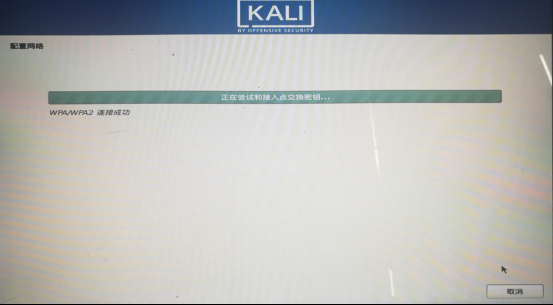 KALI
BY OFFENSIVE SECURITY
配置网络
正在尝试和接入点交换密钥...
WPA/WPA2 连接成功
取消